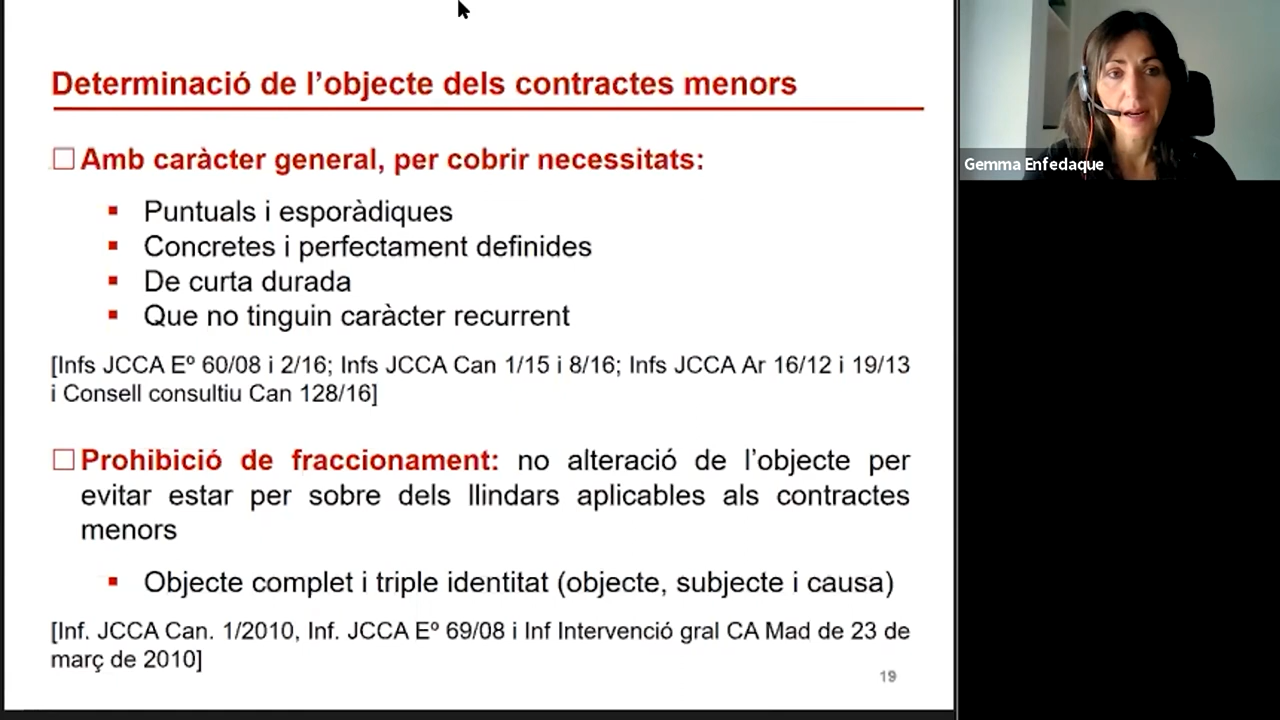 Determinació de l’objecte dels contractes menors
Amb caràcter general, per cobrir necessitats:
Puntuals i esporàdiques
Concretes i perfectament definides
De curta durada
Que no tinguin caràcter recurrent
[Infs JCCA Eº 60/08 i 2/16; Infs JCCA Can 1/15 i 8/16; Infs JCCA Ar 16/12 i 19/13
i Consell consultiu Can 128/16]
Prohibició de fraccionament: no alteració de l’objecte per
evitar estar per sobre dels llindars aplicables als contractes
menors
Objecte complet i triple identitat (objecte, subjecte i causa)
[Inf. JCCA Can. 1/2010, Inf. JCCA Eº 69/08 i Inf Intervenció gral CA Mad de 23 de
març de 2010]
19
Gemma Enfedaque